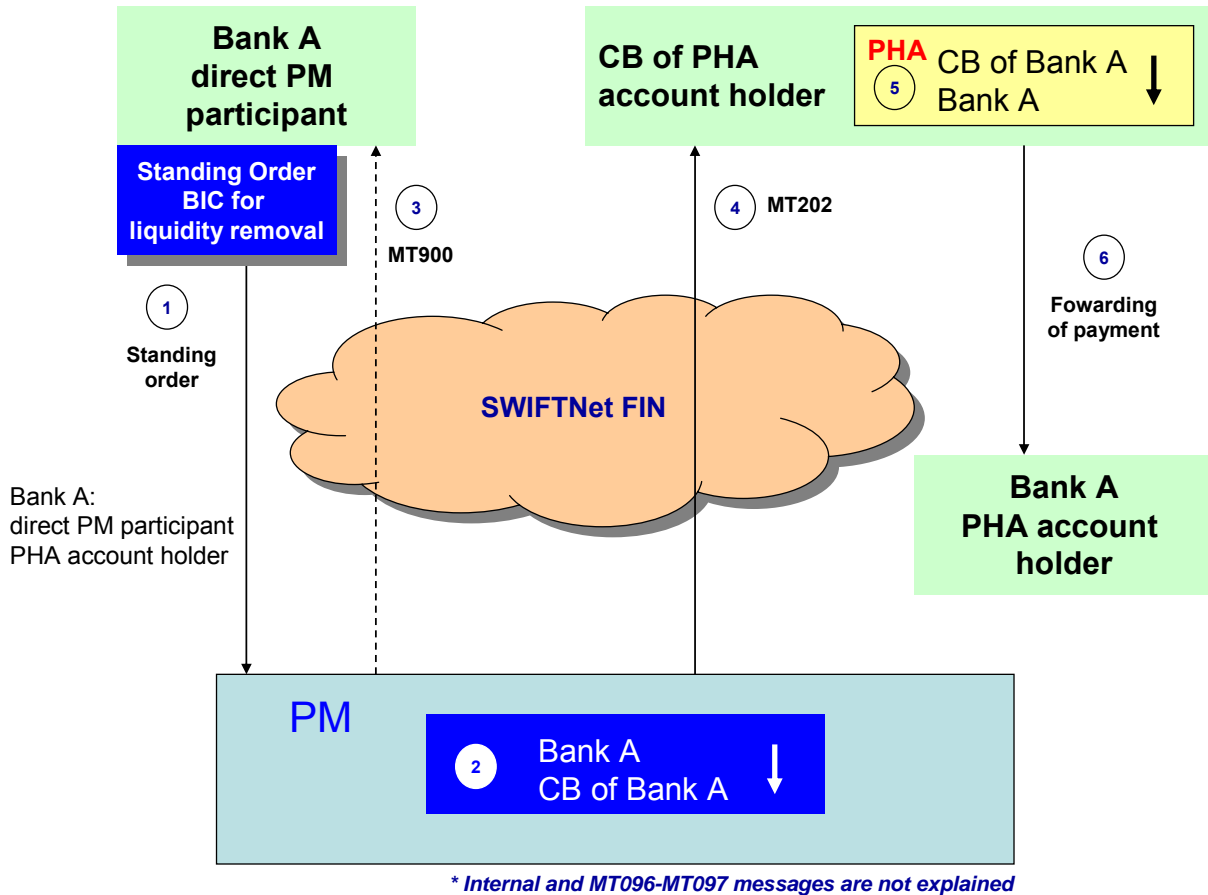 Bank A
direct PM
participant
Standing Order
BIC for
liquidity removal
CB of PHA
account holder
PHA
5
CB of Bank A
Bank A
1
Standing
order
3
MT900
4
MT202
6
Fowarding
of payment
SWIFTNet FIN
Bank A:
direct PM participant
PHA account holder
Bank A
PHA account
holder
PM
2
Bank A
CB of Bank A
* Internal and MT096-MT097 messages are not explained